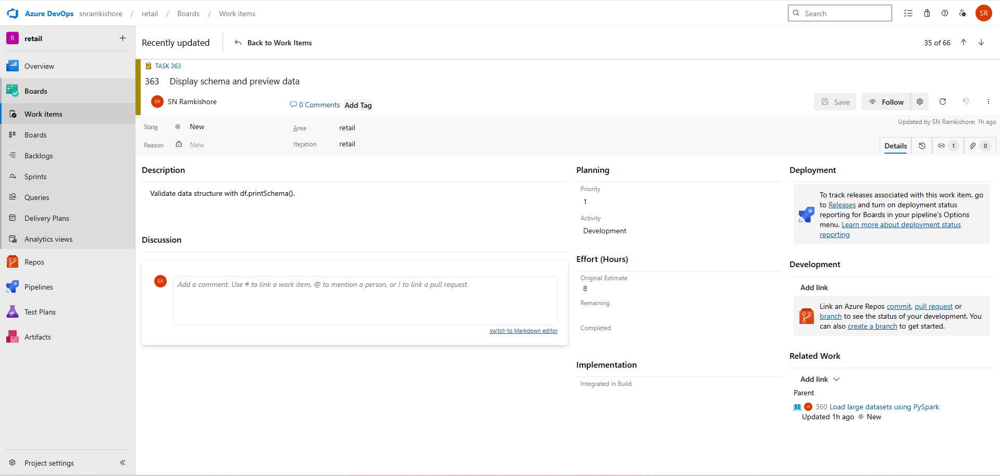 Azure DevOps snramkishore / retail / Boards / Work items
Search
SR
R retail
Overview
Boards
Work items
Boards
Backlogs
Sprints
Queries
Delivery Plans
Analytics views
Repos
Pipelines
Test Plans
Artifacts
Project settings
Recently updated
Back to Work Items
35 of 66
TASK 363
363 Display schema and preview data
SR SN Ramkishore
0 Comments
Add Tag
Save
Follow
State New
Reason New
Area retail
Iteration retail
Updated by SN Ramkishore: 1h ago
Details
1
0
Description
Validate data structure with df.printSchema().
Discussion
SR
Add a comment. Use # to link a work item, @ to mention a person, or ! to link a pull request.
switch to Markdown editor
Planning
Priority
1
Activity
Development
Effort (Hours)
Original Estimate
8
Remaining
Completed
Implementation
Integrated in Build
Deployment
To track releases associated with this work item, go
to Releases and turn on deployment status
reporting for Boards in your pipeline's Options
menu. Learn more about deployment status
reporting
Development
Add link
Link an Azure Repos commit, pull request or
branch to see the status of your development. You
can also create a branch to get started.
Related Work
Add link
Parent
SR 360 Load large datasets using PySpark
Updated 1h ago New